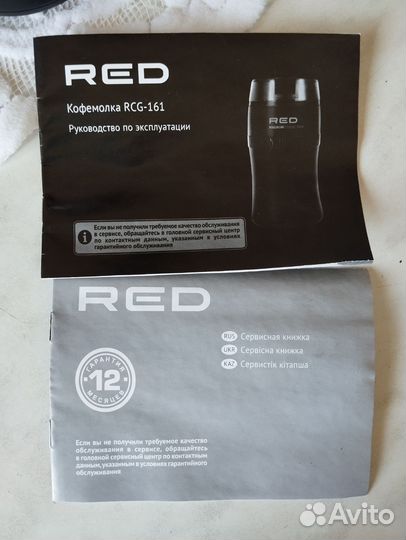 RED
Кофемолка RCG-161
Руководство по эксплуатации
RED
Если вы не получили требуемое качество обслуживания
в сервисе, обращайтесь в головной сервисный центр
по контактным данным, указанным в условиях
гарантийного обслуживания
RED
RUS Сервисная книжка
UKR Сервісна книжка
KAZ Сервистік кітапша
ГАРАНТИЯ
12
МЕСЯЦЕВ
Если вы не получили требуемое качество
обслуживания в сервисе, обращайтесь
в головной сервисный центр по контактным
данным, указанным в условиях гарантийного
обслуживания
Avito